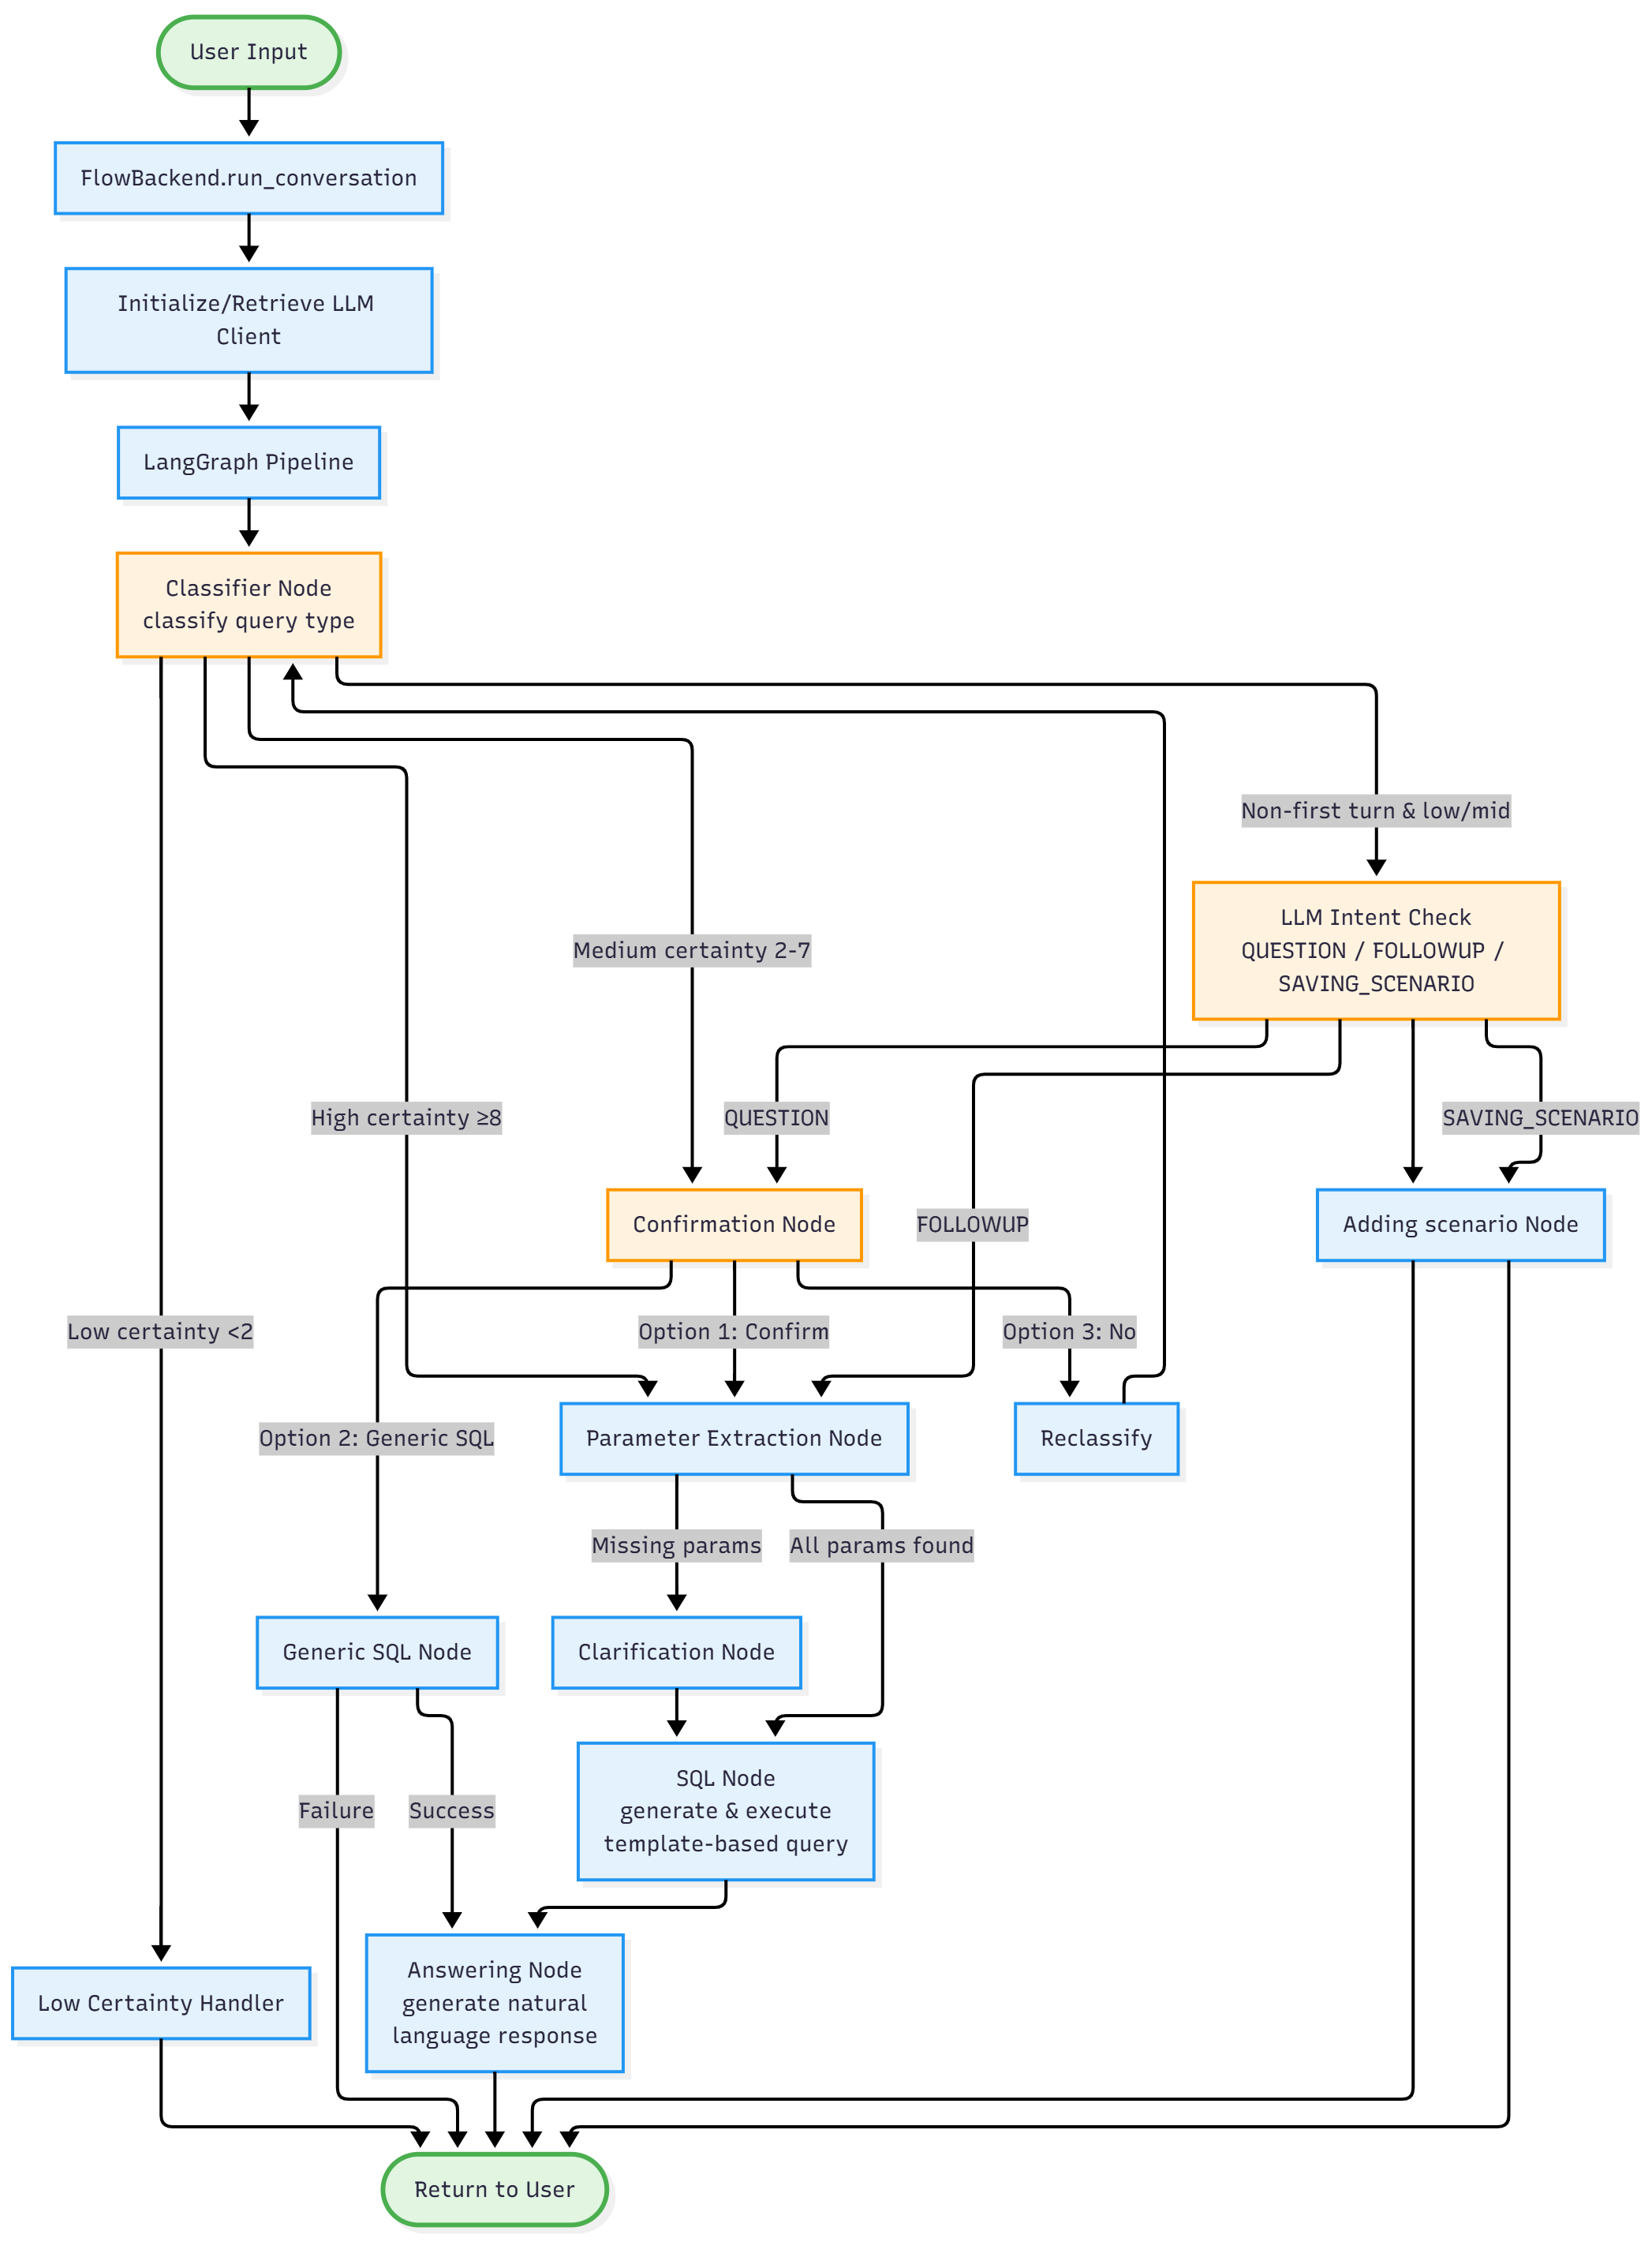 User Input
FlowBackend.run_conversation
Initialize/Retrieve LLM
Client
LangGraph Pipeline
Classifier Node
classify query type
Non-first turn & low/mid
LLM Intent Check
QUESTION / FOLLOWUP /
SAVING_SCENARIO
Medium certainty 2-7
High certainty ≥8
QUESTION
SAVING_SCENARIO
Confirmation Node
FOLLOWUP
Adding scenario Node
Low certainty <2
Option 1: Confirm
Option 3: No
Option 2: Generic SQL
Parameter Extraction Node
Reclassify
Missing params
All params found
Generic SQL Node
Clarification Node
Failure
Success
SQL Node
generate & execute
template-based query
Low Certainty Handler
Answering Node
generate natural
language response
Return to User